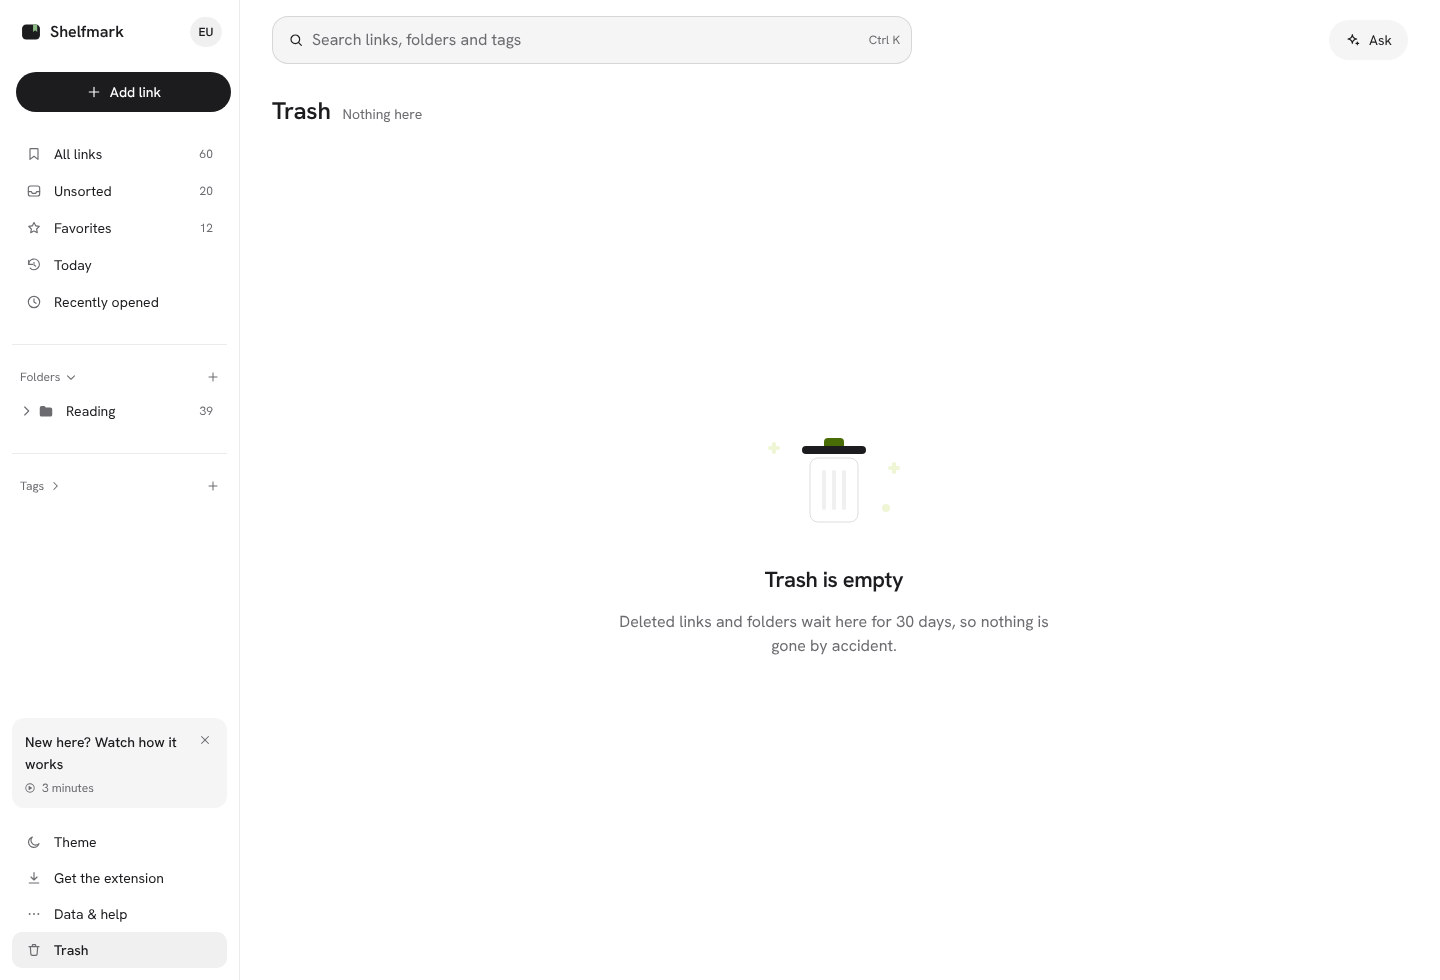 Shelfmark
EU
Add link
All links 60
Unsorted 20
Favorites 12
Today
Recently opened
Folders
Reading 39
Tags
New here? Watch how it
works
3 minutes
Theme
Get the extension
Data & help
Trash
Search links, folders and tags Ctrl K
Ask
Trash Nothing here
Trash is empty
Deleted links and folders wait here for 30 days, so nothing is
gone by accident.